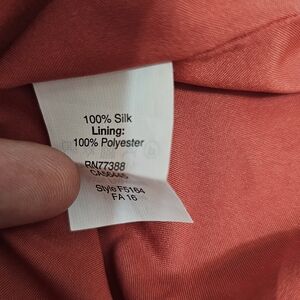 100% Silk
Lining:
100% Polyester
RN77388
Style F5164
FA 16